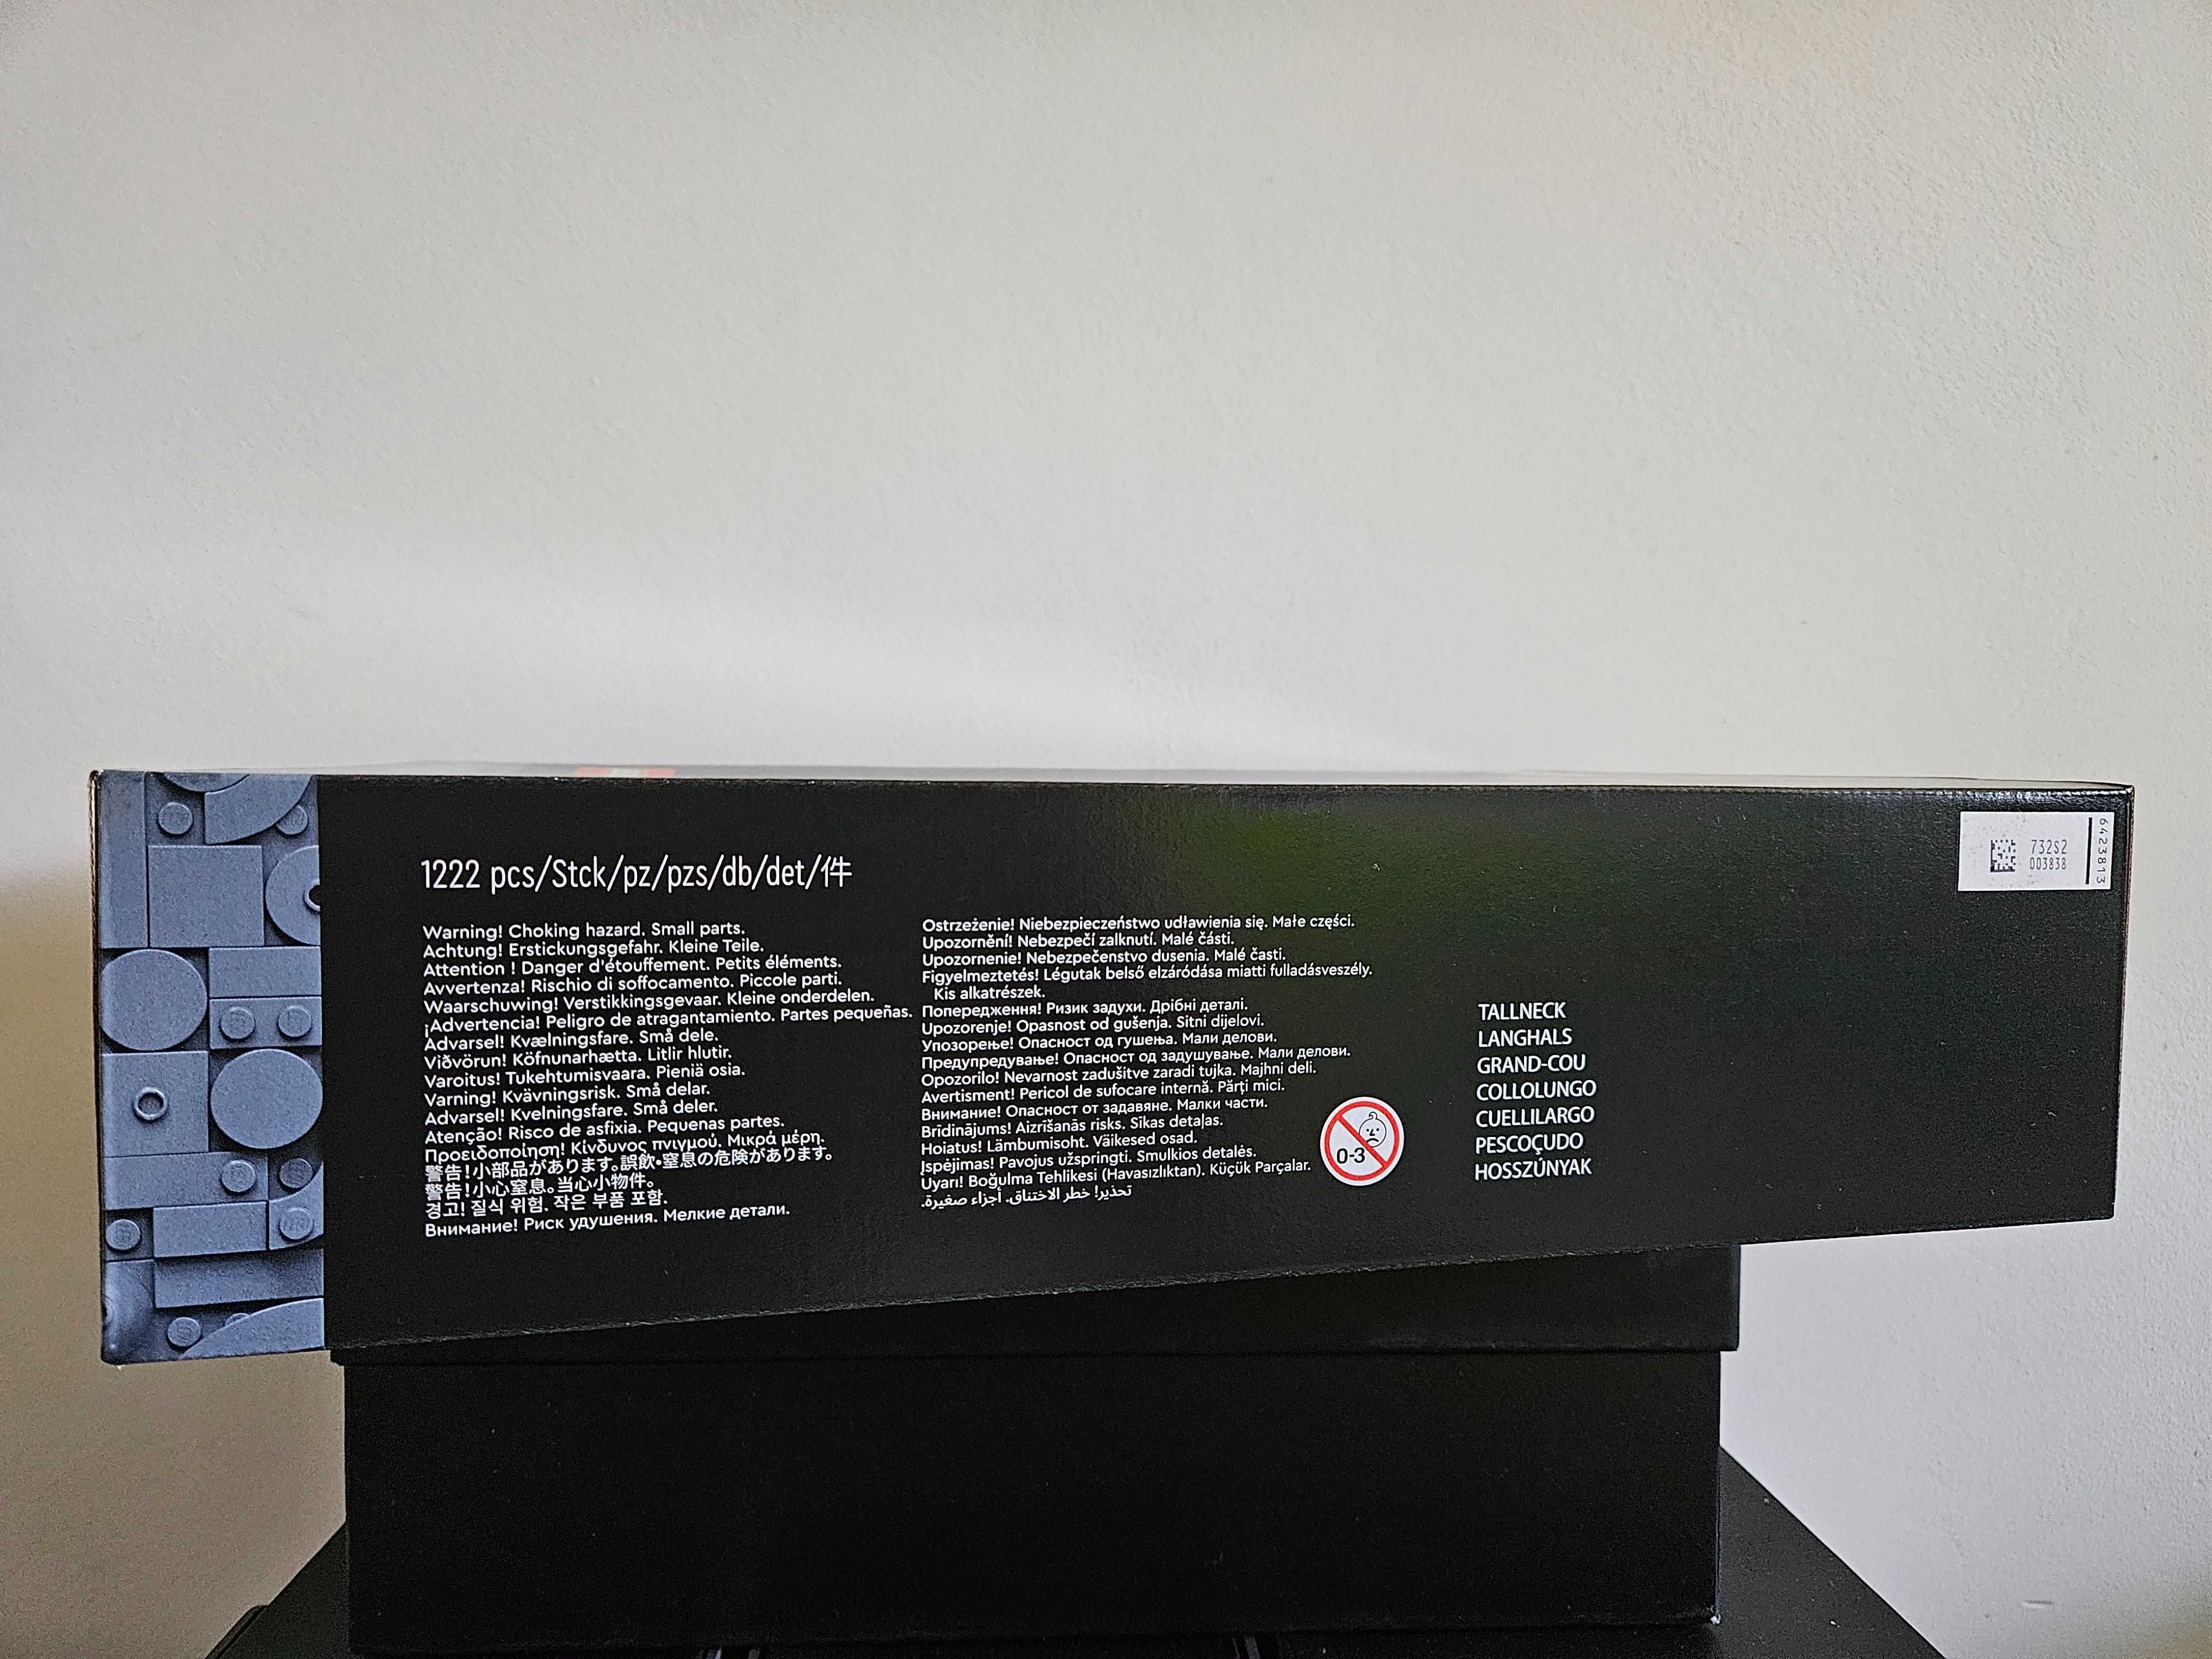 1222 pcs/Stck/pz/pzs/db/det/件
Warning! Choking hazard. Small parts.
Achtung! Erstickungsgefahr. Kleine Teile.
Attention ! Danger d'étouffement. Petits éléments.
Avvertenza! Rischio di soffocamento. Piccole parti.
Waarschuwing! Verstikkingsgevaar. Kleine onderdelen.
¡Advertencia! Peligro de atragantamiento. Partes pequeñas.
Advarsel! Kvælningsfare. Små dele.
Viðvörun! Köfnunarhætta. Litlir hlutir.
Varoitus! Tukehtumisvaara. Pieniä osia.
Varning! Kvävningsrisk. Små delar.
Advarsel! Kvelningsfare. Små deler.
Atenção! Risco de asfixia. Pequenas partes.
Προειδοποίηση! Κίνδυνος πνιγμού. Μικρά μέρη.
警告!小部品があります。誤飲・窒息の危険があります。
警告!小心窒息。当心小物件。
경고! 질식 위험. 작은 부품 포함.
Внимание! Риск удушения. Мелкие детали.
Ostrzeżenie! Niebezpieczeństwo udławienia się. Małe części.
Upozornění! Nebezpečí zalknutí. Malé části.
Upozornenie! Nebezpečenstvo dusenia. Malé časti.
Figyelmeztetés! Légutak belső elzáródása miatti fulladásveszély.
Kis alkatrészek.
Попередження! Ризик задухи. Дрібні деталі.
Upozorenje! Opasnost od gušenja. Sitni dijelovi.
Упозорење! Опасност од гушења. Мали делови.
Предупредување! Опасност од задушување. Мали делови.
Opozorilo! Nevarnost zadušitve zaradi tujka. Majhni deli.
Avertisment! Pericol de sufocare internă. Părți mici.
Внимание! Опасност от задавяне. Малки части.
Brīdinājums! Aizrīšanās risks. Sīkas detaļas.
Hoiatus! Lämbumisoht. Väikesed osad.
Įspėjimas! Pavojus užspringti. Smulkios detalės.
Uyarı! Boğulma Tehlikesi (Havasızlıktan). Küçük Parçalar.
تحذير! خطر الاختناق. أجزاء صغيرة.
0-3
TALLNECK
LANGHALS
GRAND-COU
COLLOLUNGO
CUELLILARGO
PESCOÇUDO
HOSSZÚNYAK
732S2
003838
6423813